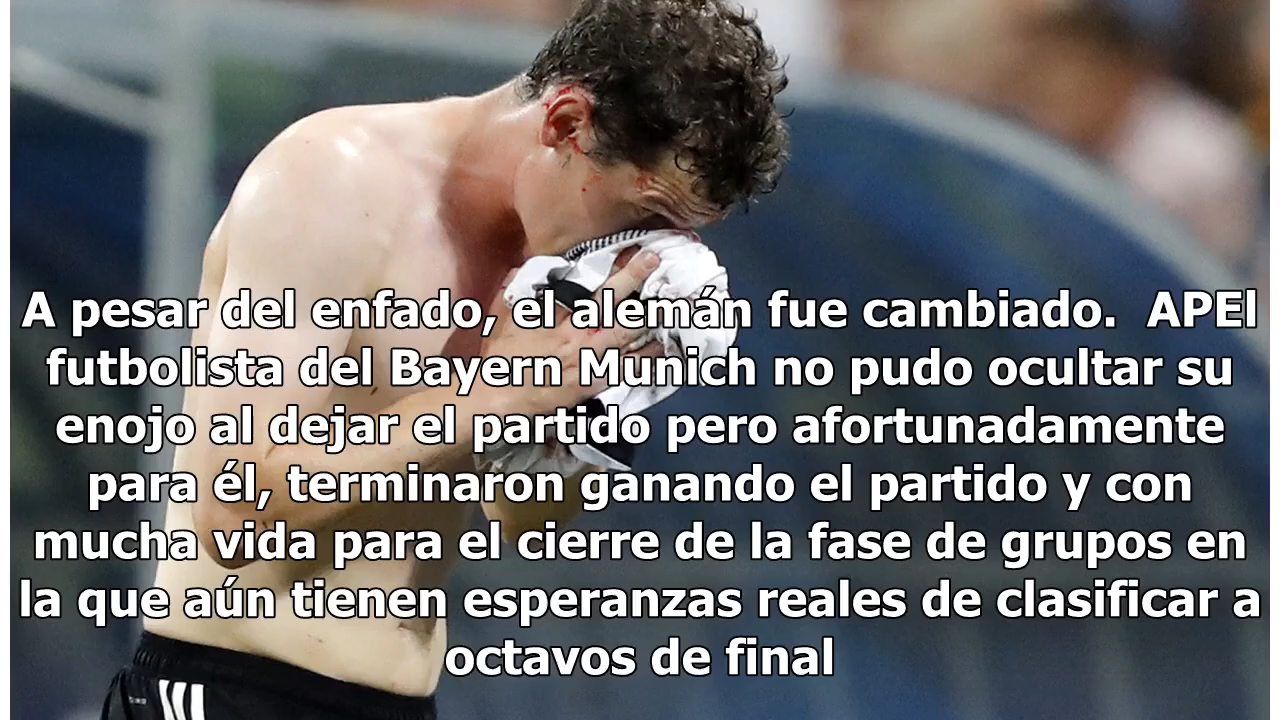 A pesar del enfado, el alemán fue cambiado.  APEl
futbolista del Bayern Munich no pudo ocultar su
enojo al dejar el partido pero afortunadamente
para él, terminaron ganando el partido y con
mucha vida para el cierre de la fase de grupos en
la que aún tienen esperanzas reales de clasificar a
octavos de final